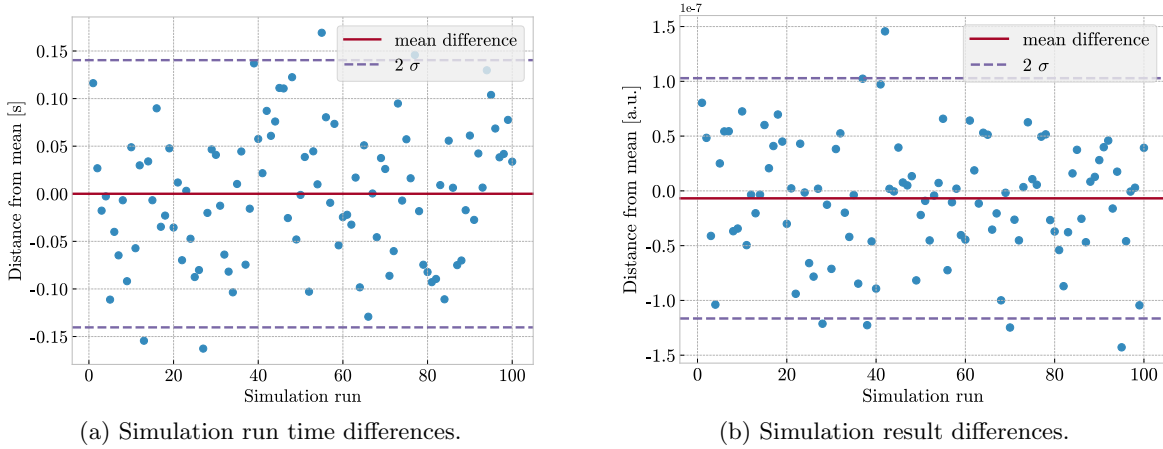 mean difference
2 σ
0.15
0.10
0.05
0.00
-0.05
-0.10
-0.15
Distance from mean [s]
0 20 40 60 80 100
Simulation run
(a) Simulation run time differences.
1e-7
mean difference
2 σ
1.5
1.0
0.5
0.0
-0.5
-1.0
-1.5
Distance from mean [a.u.]
0 20 40 60 80 100
Simulation run
(b) Simulation result differences.